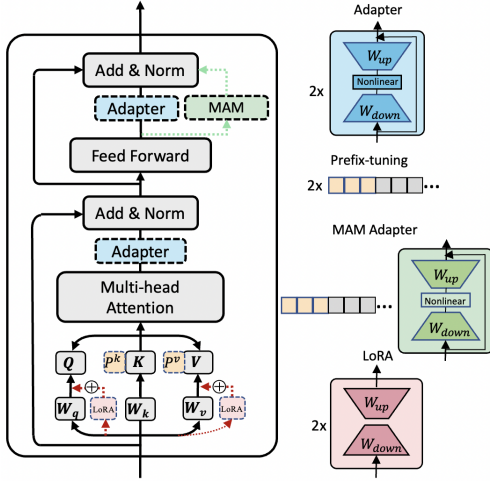 Add & Norm
Adapter
MAM
Feed Forward
Add & Norm
Adapter
Multi-head
Attention
Q
P^k
K
P^v
V
W_q
LoRA
W_k
W_v
LoRA
Adapter
2x
W_up
Nonlinear
W_down
Prefix-tuning
2x
...
MAM Adapter
...
W_up
Nonlinear
W_down
LoRA
2x
W_up
W_down